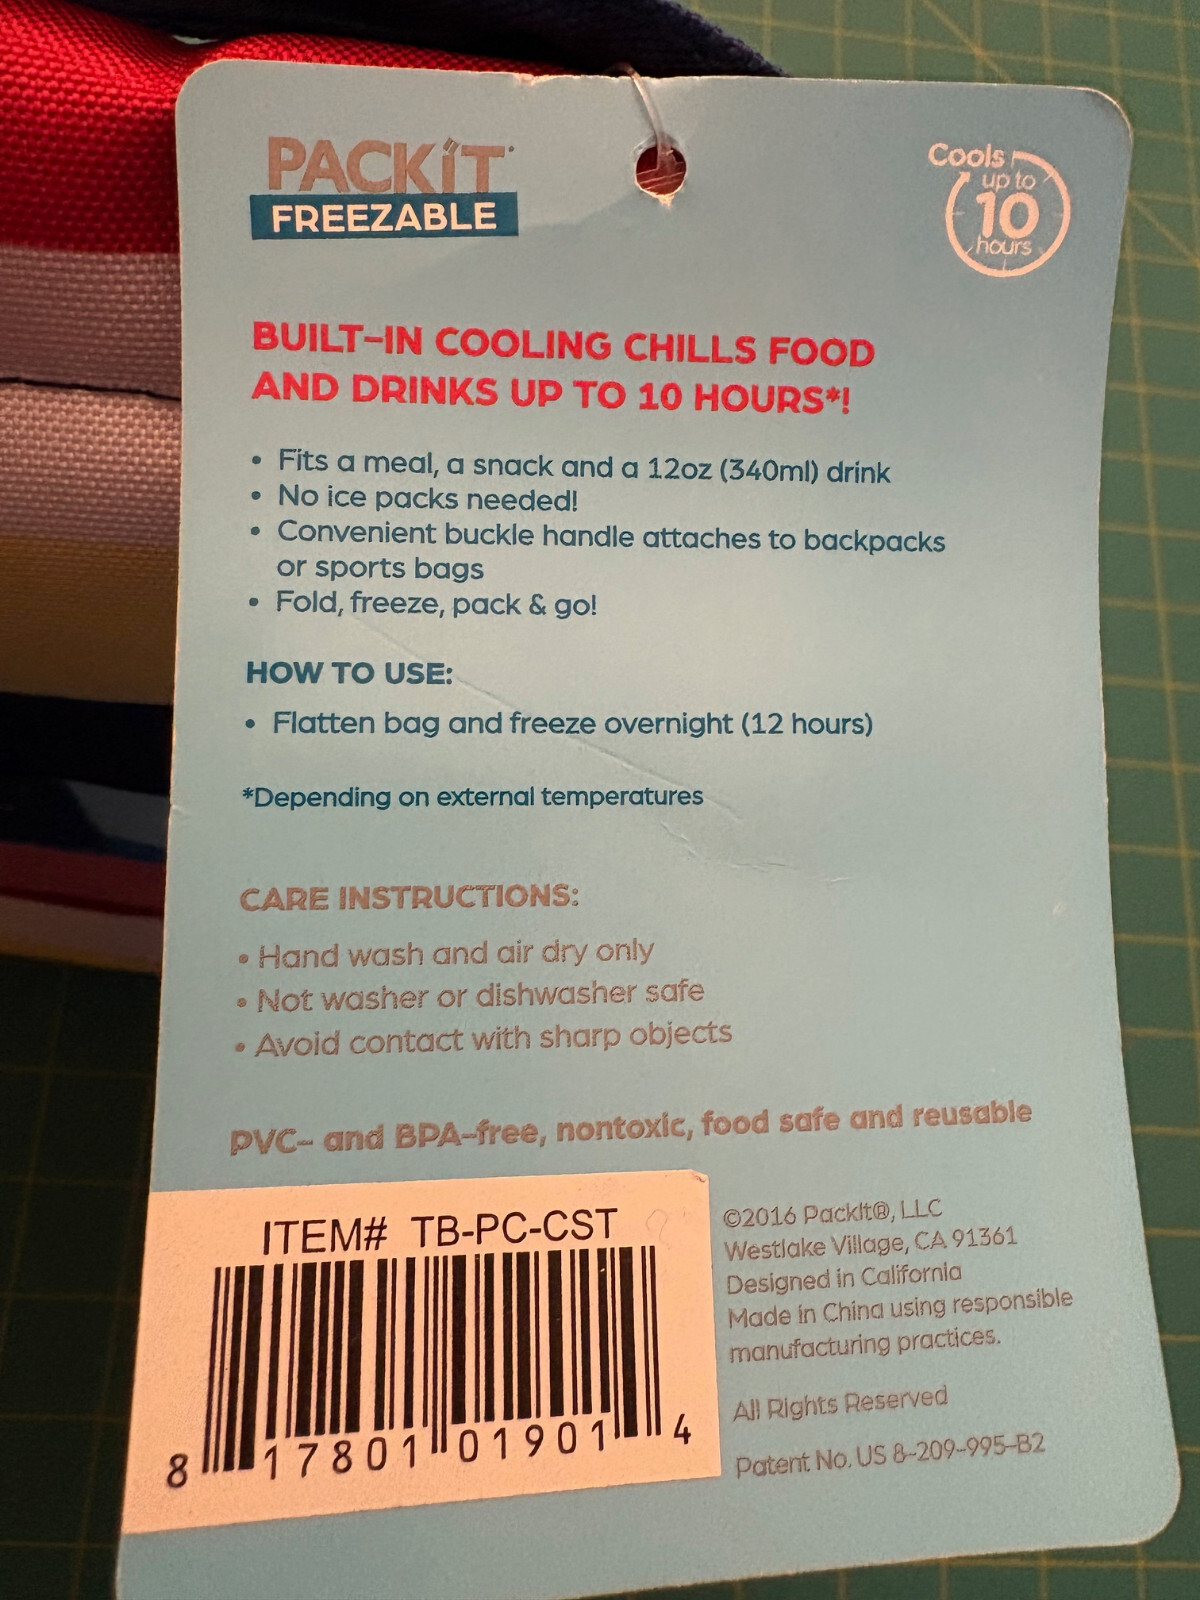 PACKiT®
FREEZABLE
Cools
up to
10
hours
BUILT-IN COOLING CHILLS FOOD
AND DRINKS UP TO 10 HOURS*!
• Fits a meal, a snack and a 12oz (340ml) drink
• No ice packs needed!
• Convenient buckle handle attaches to backpacks
or sports bags
• Fold, freeze, pack & go!
HOW TO USE:
• Flatten bag and freeze overnight (12 hours)
*Depending on external temperatures
CARE INSTRUCTIONS:
• Hand wash and air dry only
• Not washer or dishwasher safe
• Avoid contact with sharp objects
PVC- and BPA-free, nontoxic, food safe and reusable
ITEM# TB-PC-CST
8 17801 01901 4
©2016 PackIt®, LLC
Westlake Village, CA 91361
Designed in California
Made in China using responsible
manufacturing practices.
All Rights Reserved
Patent No. US 8-209-995-B2